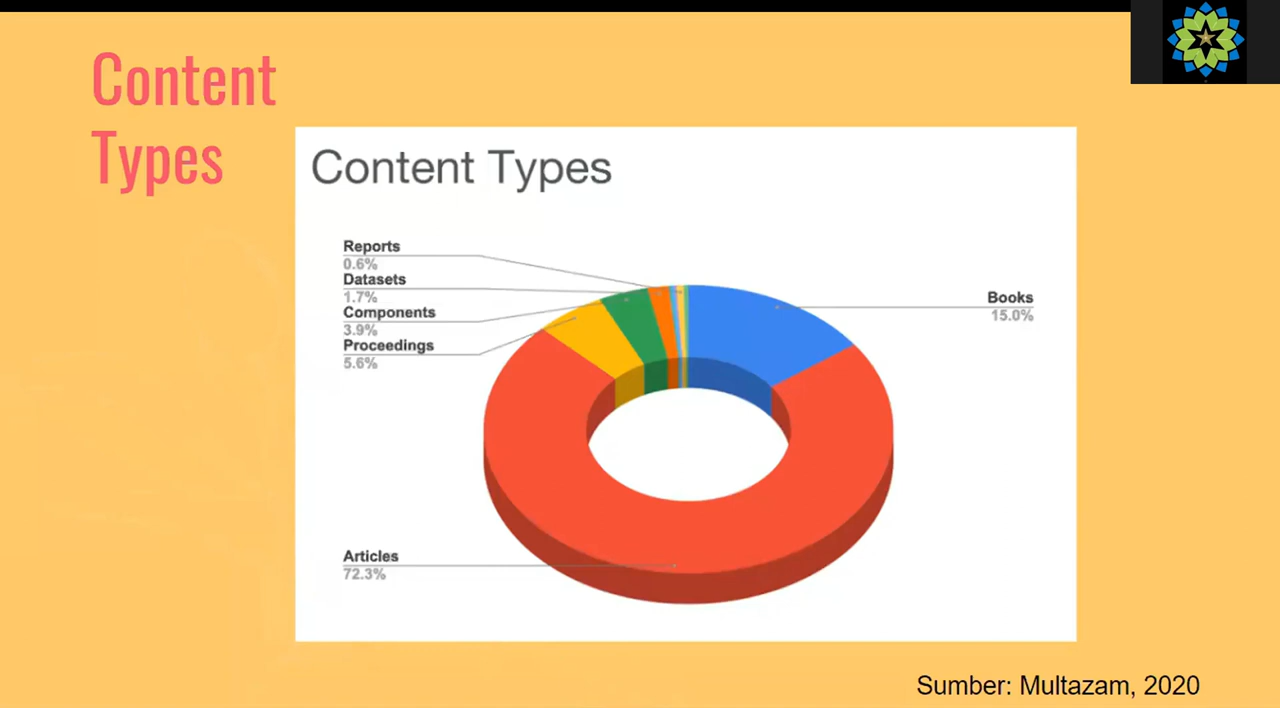 Content
Types
Content Types
Reports
0.6%
Datasets
1.7%
Components
3.9%
Proceedings
5.6%
Books
15.0%
Articles
72.3%
Sumber: Multazam, 2020